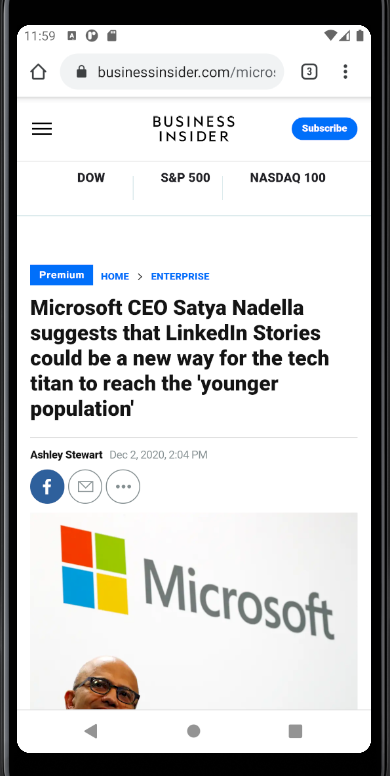 11:59
businessinsider.com/micro
3
BUSINESS
INSIDER
Subscribe
DOW
S&P 500
NASDAQ 100
Premium
HOME > ENTERPRISE
Microsoft CEO Satya Nadella
suggests that LinkedIn Stories
could be a new way for the tech
titan to reach the 'younger
population'
Ashley Stewart Dec 2, 2020, 2:04 PM
Microsoft